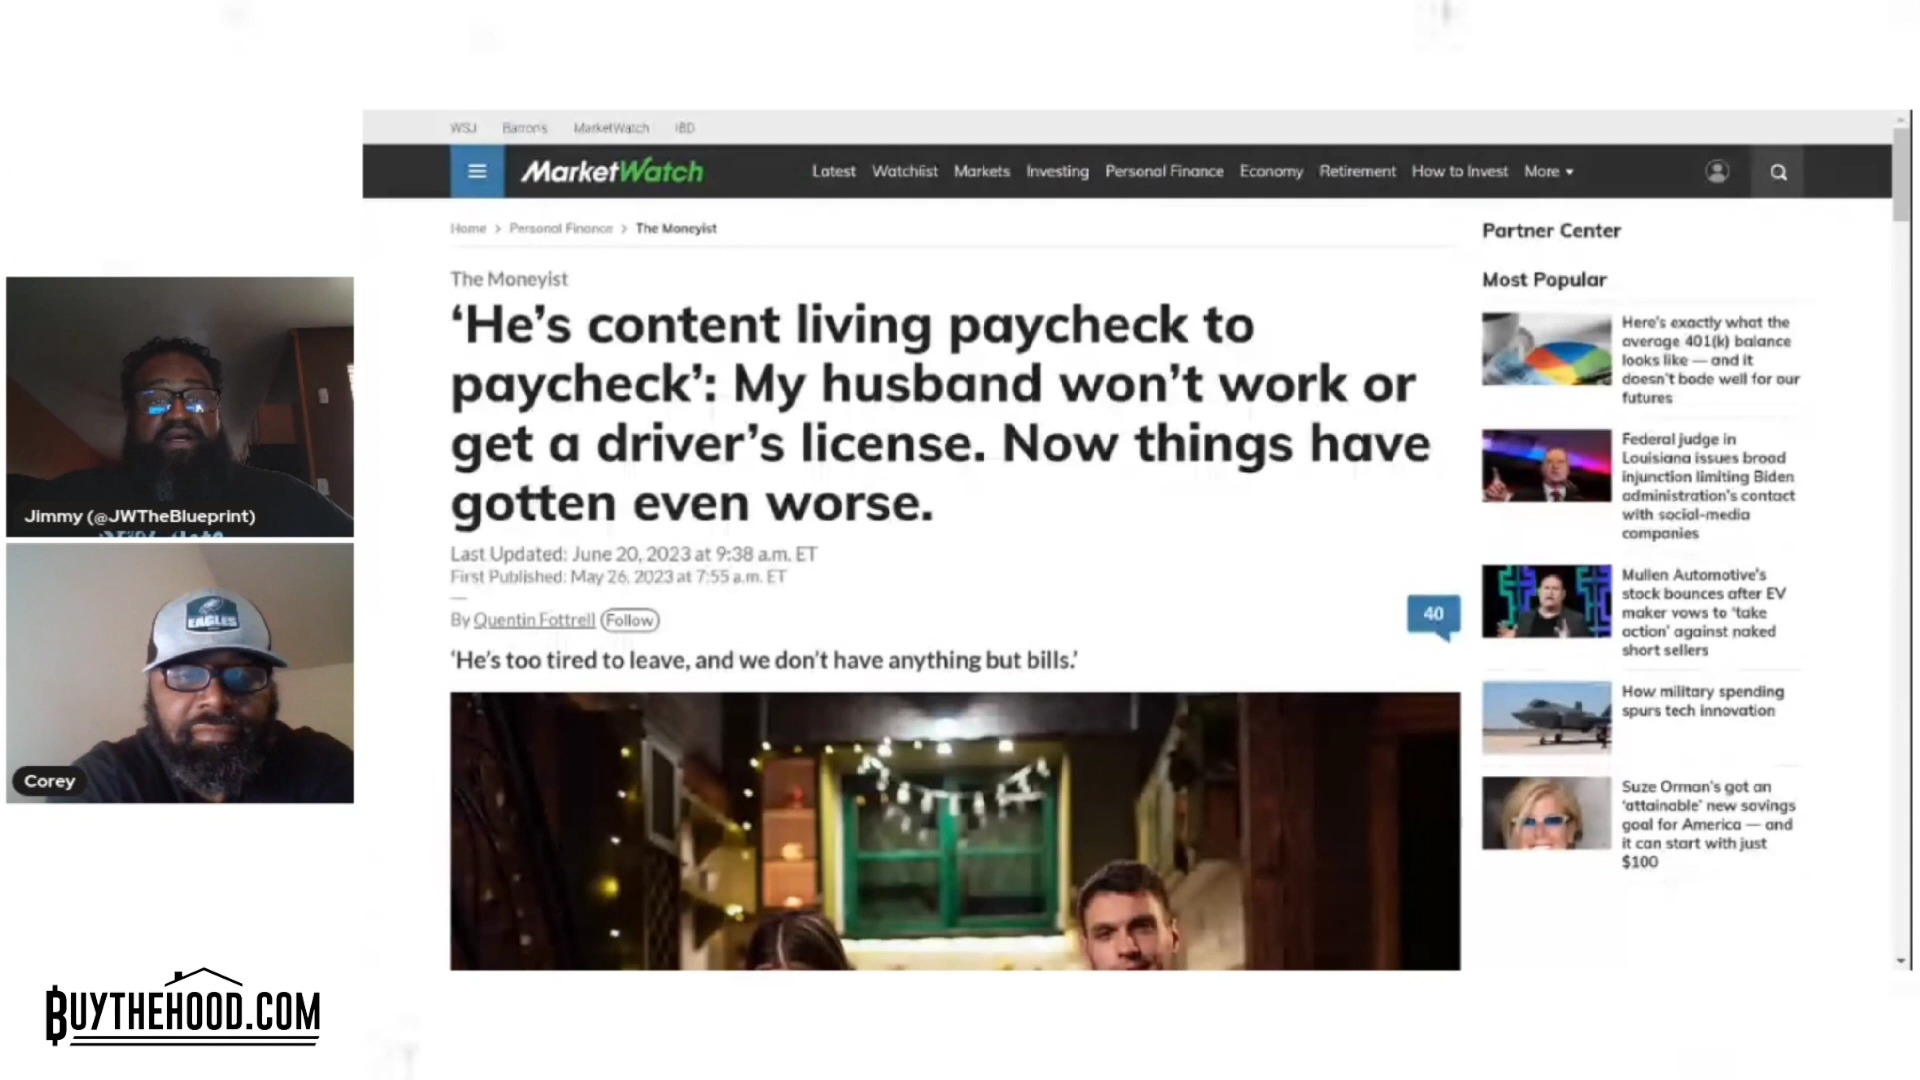 WSJ Barron's MarketWatch IBD
MarketWatch
Latest Watchlist Markets Investing Personal Finance Economy Retirement How to Invest More
Home > Personal Finance > The Moneyist
The Moneyist
‘He’s content living paycheck to
paycheck’: My husband won’t work or
get a driver’s license. Now things have
gotten even worse.
Last Updated: June 20, 2023 at 9:38 a.m. ET
First Published: May 26, 2023 at 7:55 a.m. ET
By Quentin Fottrell Follow
40
‘He’s too tired to leave, and we don’t have anything but bills.’
Partner Center
Most Popular
Here’s exactly what the
average 401(k) balance
looks like — and it
doesn’t bode well for our
futures
Federal judge in
Louisiana issues broad
injunction limiting Biden
administration’s contact
with social-media
companies
Mullen Automotive’s
stock bounces after EV
maker vows to ‘take
action’ against naked
short sellers
How military spending
spurs tech innovation
Suze Orman’s got an
‘attainable’ new savings
goal for America — and
it can start with just
$100
Jimmy (@JWTheBlueprint)
EAGLES
Corey
BUYTHEHOOD.COM